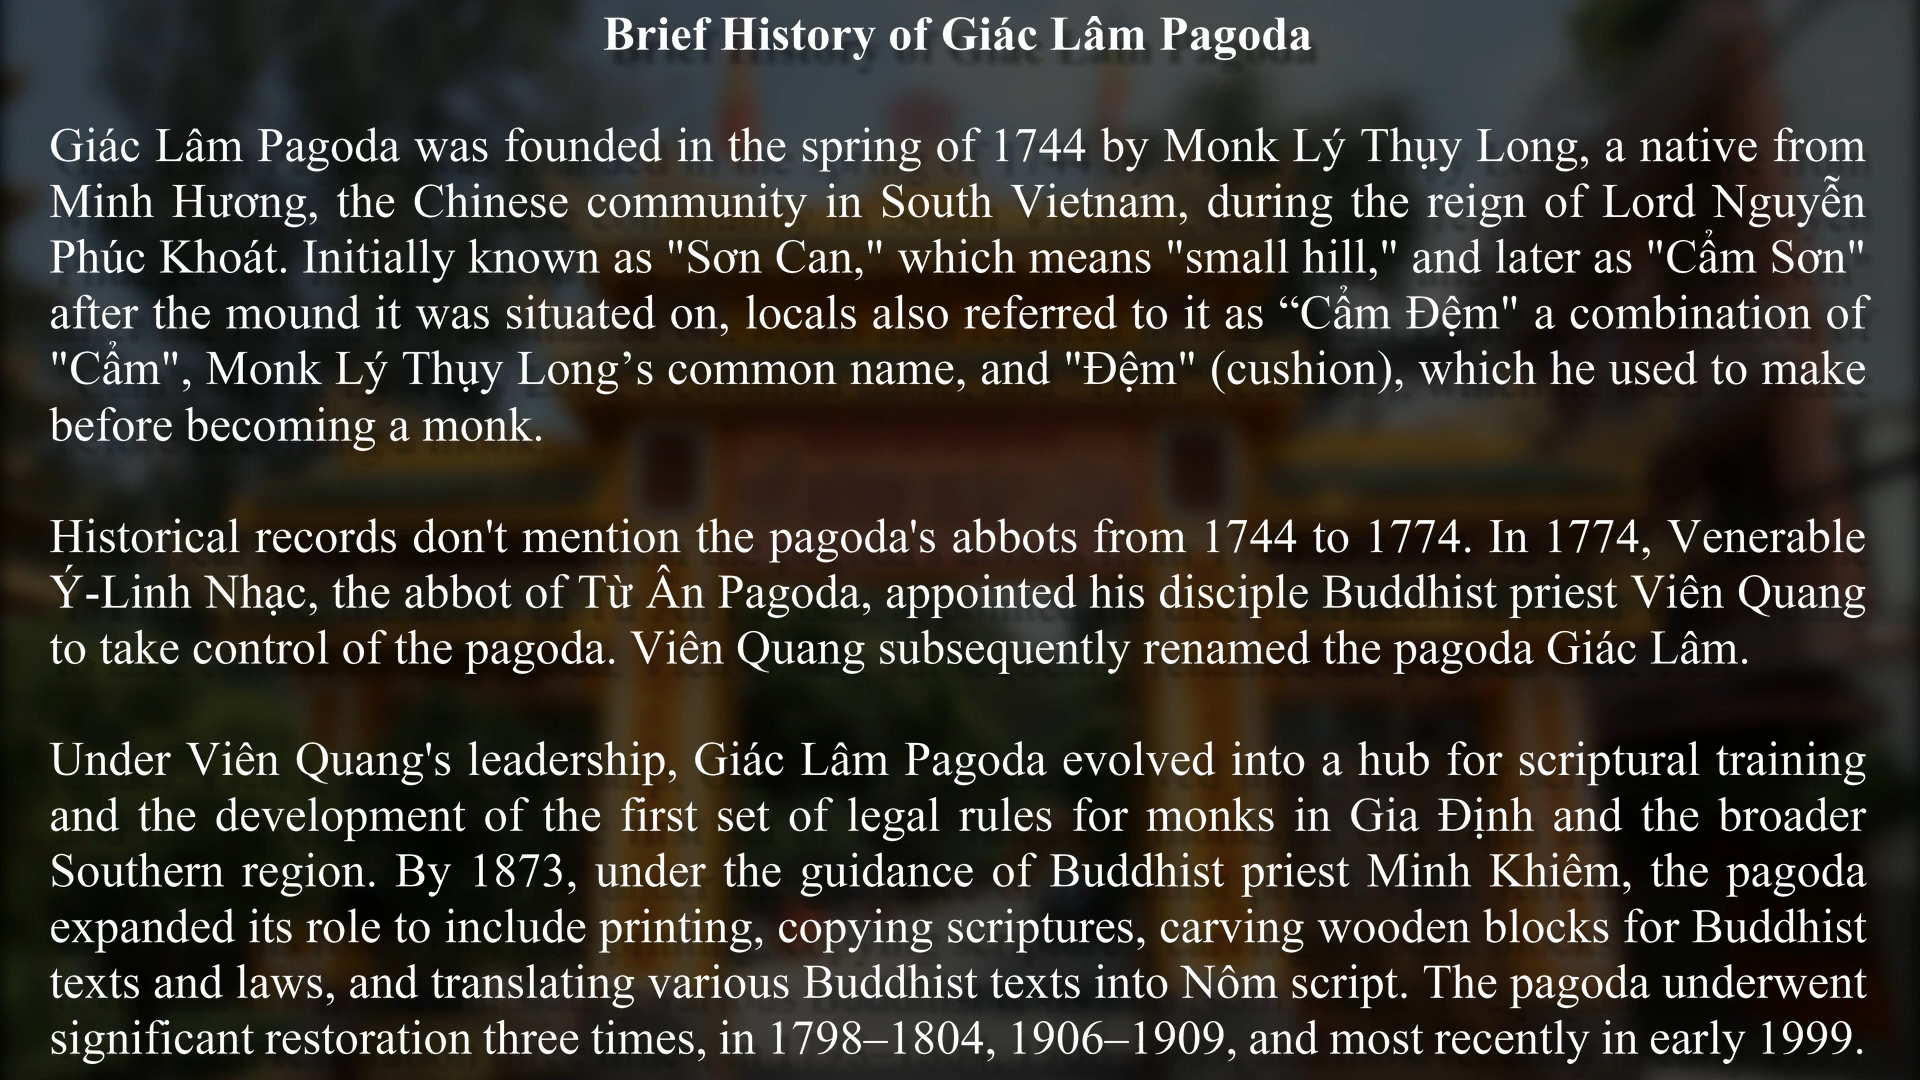 Brief History of Giác Lâm Pagoda
Giác Lâm Pagoda was founded in the spring of 1744 by Monk Lý Thụy Long, a native from
Minh Hương, the Chinese community in South Vietnam, during the reign of Lord Nguyễn
Phúc Khoát. Initially known as "Sơn Can," which means "small hill," and later as "Cẩm Sơn"
after the mound it was situated on, locals also referred to it as “Cẩm Đệm" a combination of
"Cẩm", Monk Lý Thụy Long’s common name, and "Đệm" (cushion), which he used to make
before becoming a monk.
Historical records don't mention the pagoda's abbots from 1744 to 1774. In 1774, Venerable
Ý-Linh Nhạc, the abbot of Từ Ân Pagoda, appointed his disciple Buddhist priest Viên Quang
to take control of the pagoda. Viên Quang subsequently renamed the pagoda Giác Lâm.
Under Viên Quang's leadership, Giác Lâm Pagoda evolved into a hub for scriptural training
and the development of the first set of legal rules for monks in Gia Định and the broader
Southern region. By 1873, under the guidance of Buddhist priest Minh Khiêm, the pagoda
expanded its role to include printing, copying scriptures, carving wooden blocks for Buddhist
texts and laws, and translating various Buddhist texts into Nôm script. The pagoda underwent
significant restoration three times, in 1798–1804, 1906–1909, and most recently in early 1999.